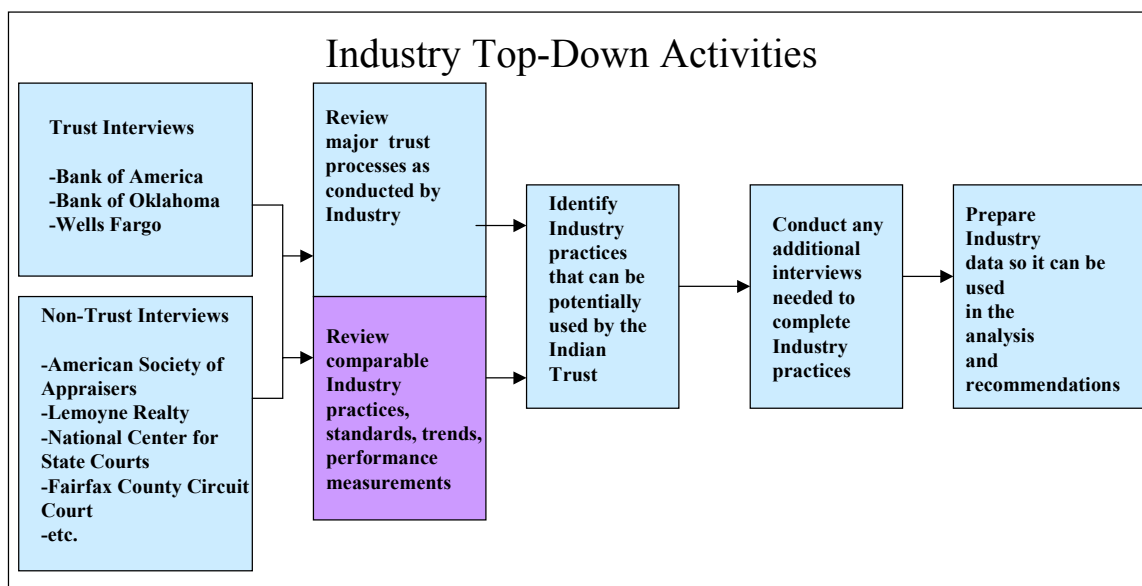 Industry Top-Down Activities
Trust Interviews
-Bank of America
-Bank of Oklahoma
-Wells Fargo
Non-Trust Interviews
-American Society of
Appraisers
-Lemoyne Realty
-National Center for
State Courts
-Fairfax County Circuit
Court
-etc.
Review
major trust
processes as
conducted by
Industry
Review
comparable
Industry
practices,
standards, trends,
performance
measurements
Identify
Industry
practices
that can be
potentially
used by the
Indian
Trust
Conduct any
additional
interviews
needed to
complete
Industry
practices
Prepare
Industry
data so it can be
used
in the
analysis
and
recommendations